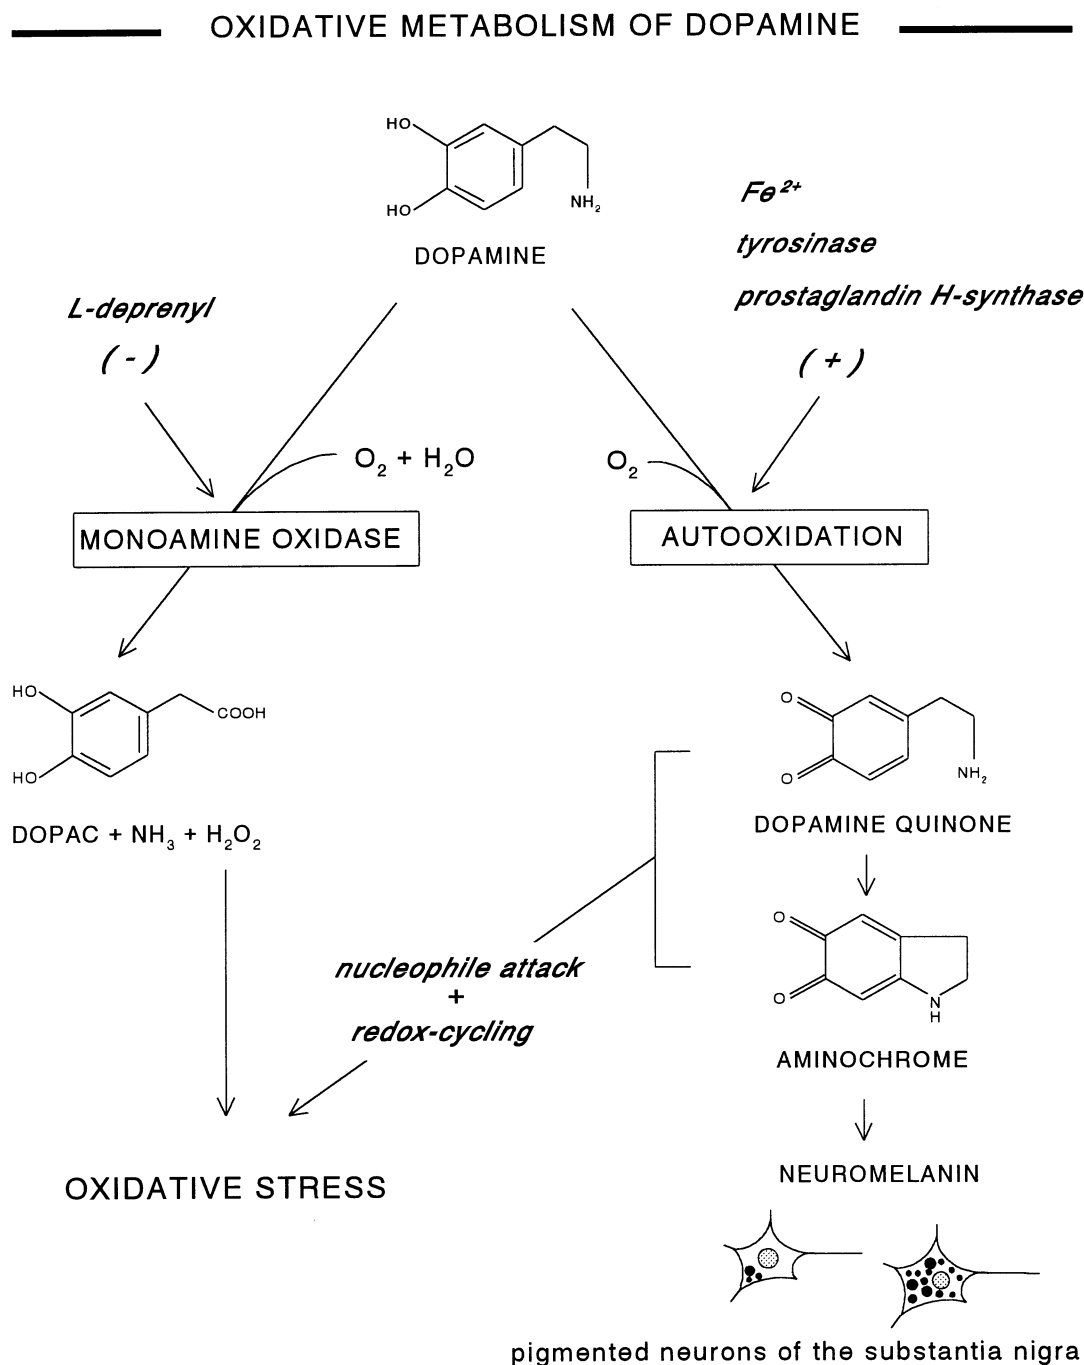 OXIDATIVE METABOLISM OF DOPAMINE
HO
HO
NH₂
DOPAMINE
Fe²⁺
tyrosinase
prostaglandin H-synthase
(+)
L-deprenyl
(-)
O₂ + H₂O
O₂
MONOAMINE OXIDASE
AUTOOXIDATION
HO
HO
COOH
DOPAC + NH₃ + H₂O₂
O
O
NH₂
DOPAMINE QUINONE
O
O
N
H
AMINOCHROME
nucleophile attack
+
redox-cycling
OXIDATIVE STRESS
NEUROMELANIN
pigmented neurons of the substantia nigra